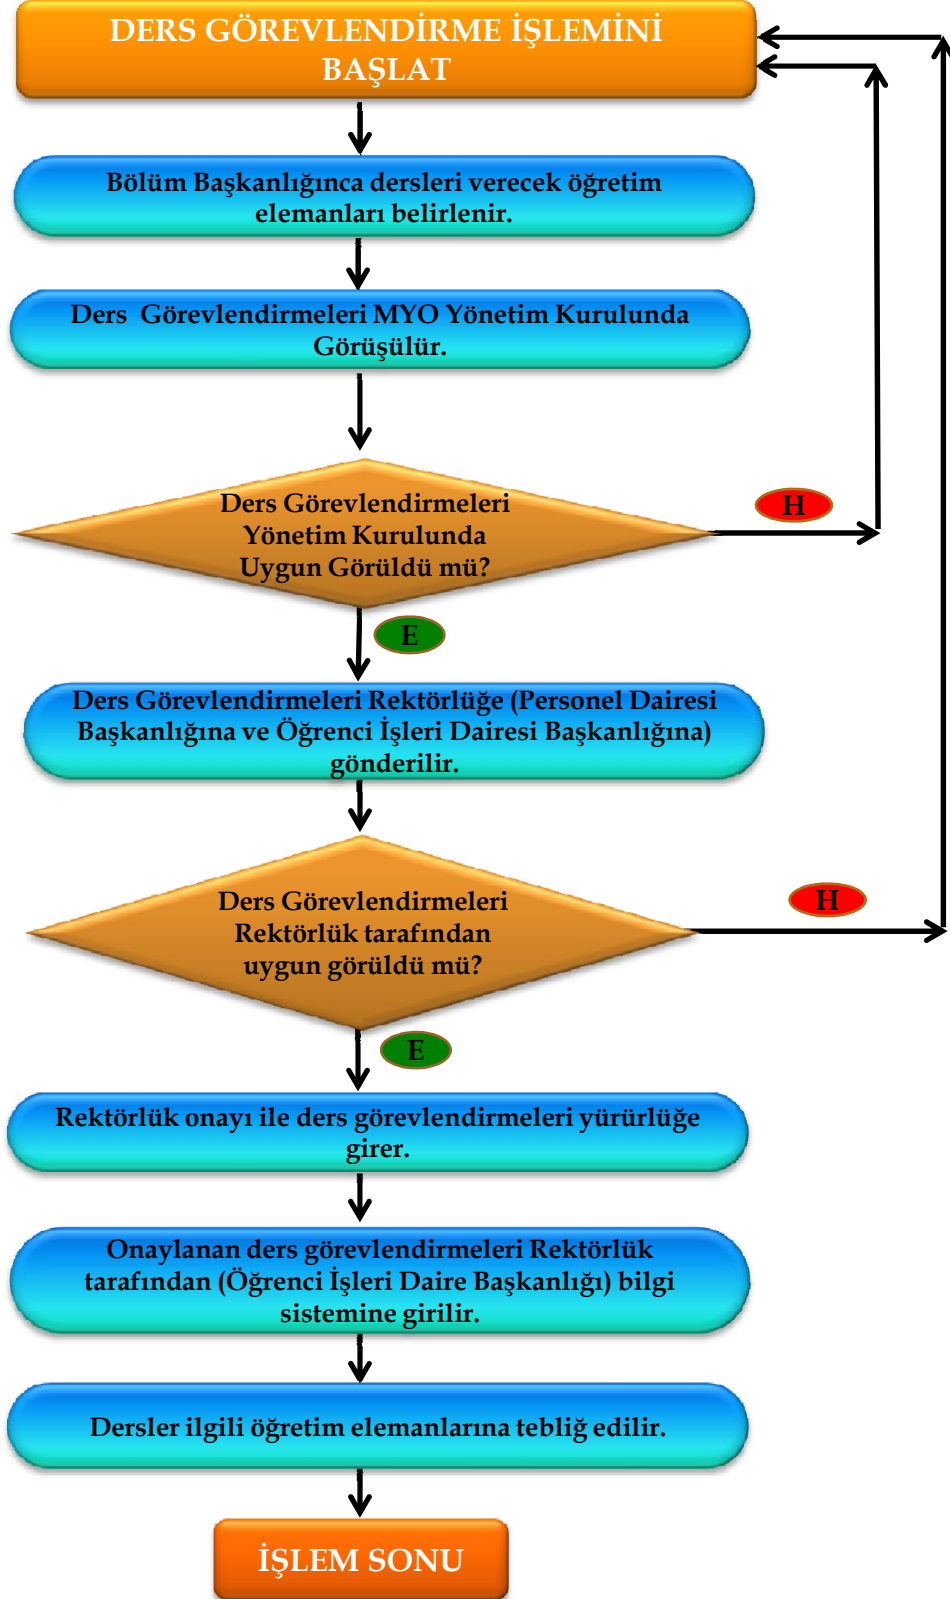 DERS GÖREVLENDİRME İŞLEMİNİ
BAŞLAT
Bölüm Başkanlığınca dersleri verecek öğretim
elemanları belirlenir.
Ders Görevlendirmeleri MYO Yönetim Kurulunda
Görüşülür.
Ders Görevlendirmeleri
Yönetim Kurulunda
Uygun Görüldü mü?
H
E
Ders Görevlendirmeleri Rektörlüğe (Personel Dairesi
Başkanlığına ve Öğrenci İşleri Dairesi Başkanlığına)
gönderilir.
Ders Görevlendirmeleri
Rektörlük tarafından
uygun görüldü mü?
H
E
Rektörlük onayı ile ders görevlendirmeleri yürürlüğe
girer.
Onaylanan ders görevlendirmeleri Rektörlük
tarafından (Öğrenci İşleri Daire Başkanlığı) bilgi
sistemine girilir.
Dersler ilgili öğretim elemanlarına tebliğ edilir.
İŞLEM SONU